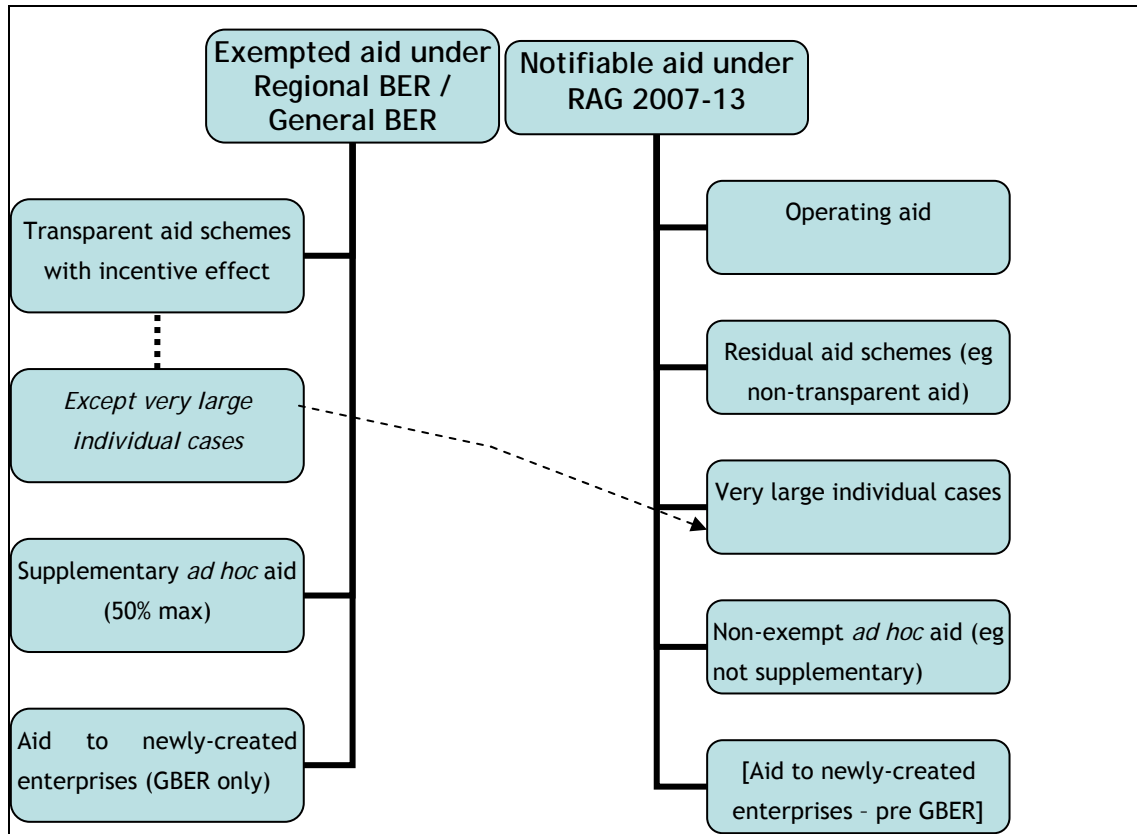 Exempted aid under
Regional BER /
General BER
Transparent aid schemes
with incentive effect
Except very large
individual cases
Supplementary ad hoc aid
(50% max)
Aid to newly-created
enterprises (GBER only)
Notifiable aid under
RAG 2007-13
Operating aid
Residual aid schemes (eg
non-transparent aid)
Very large individual cases
Non-exempt ad hoc aid (eg
not supplementary)
[Aid to newly-created
enterprises – pre GBER]